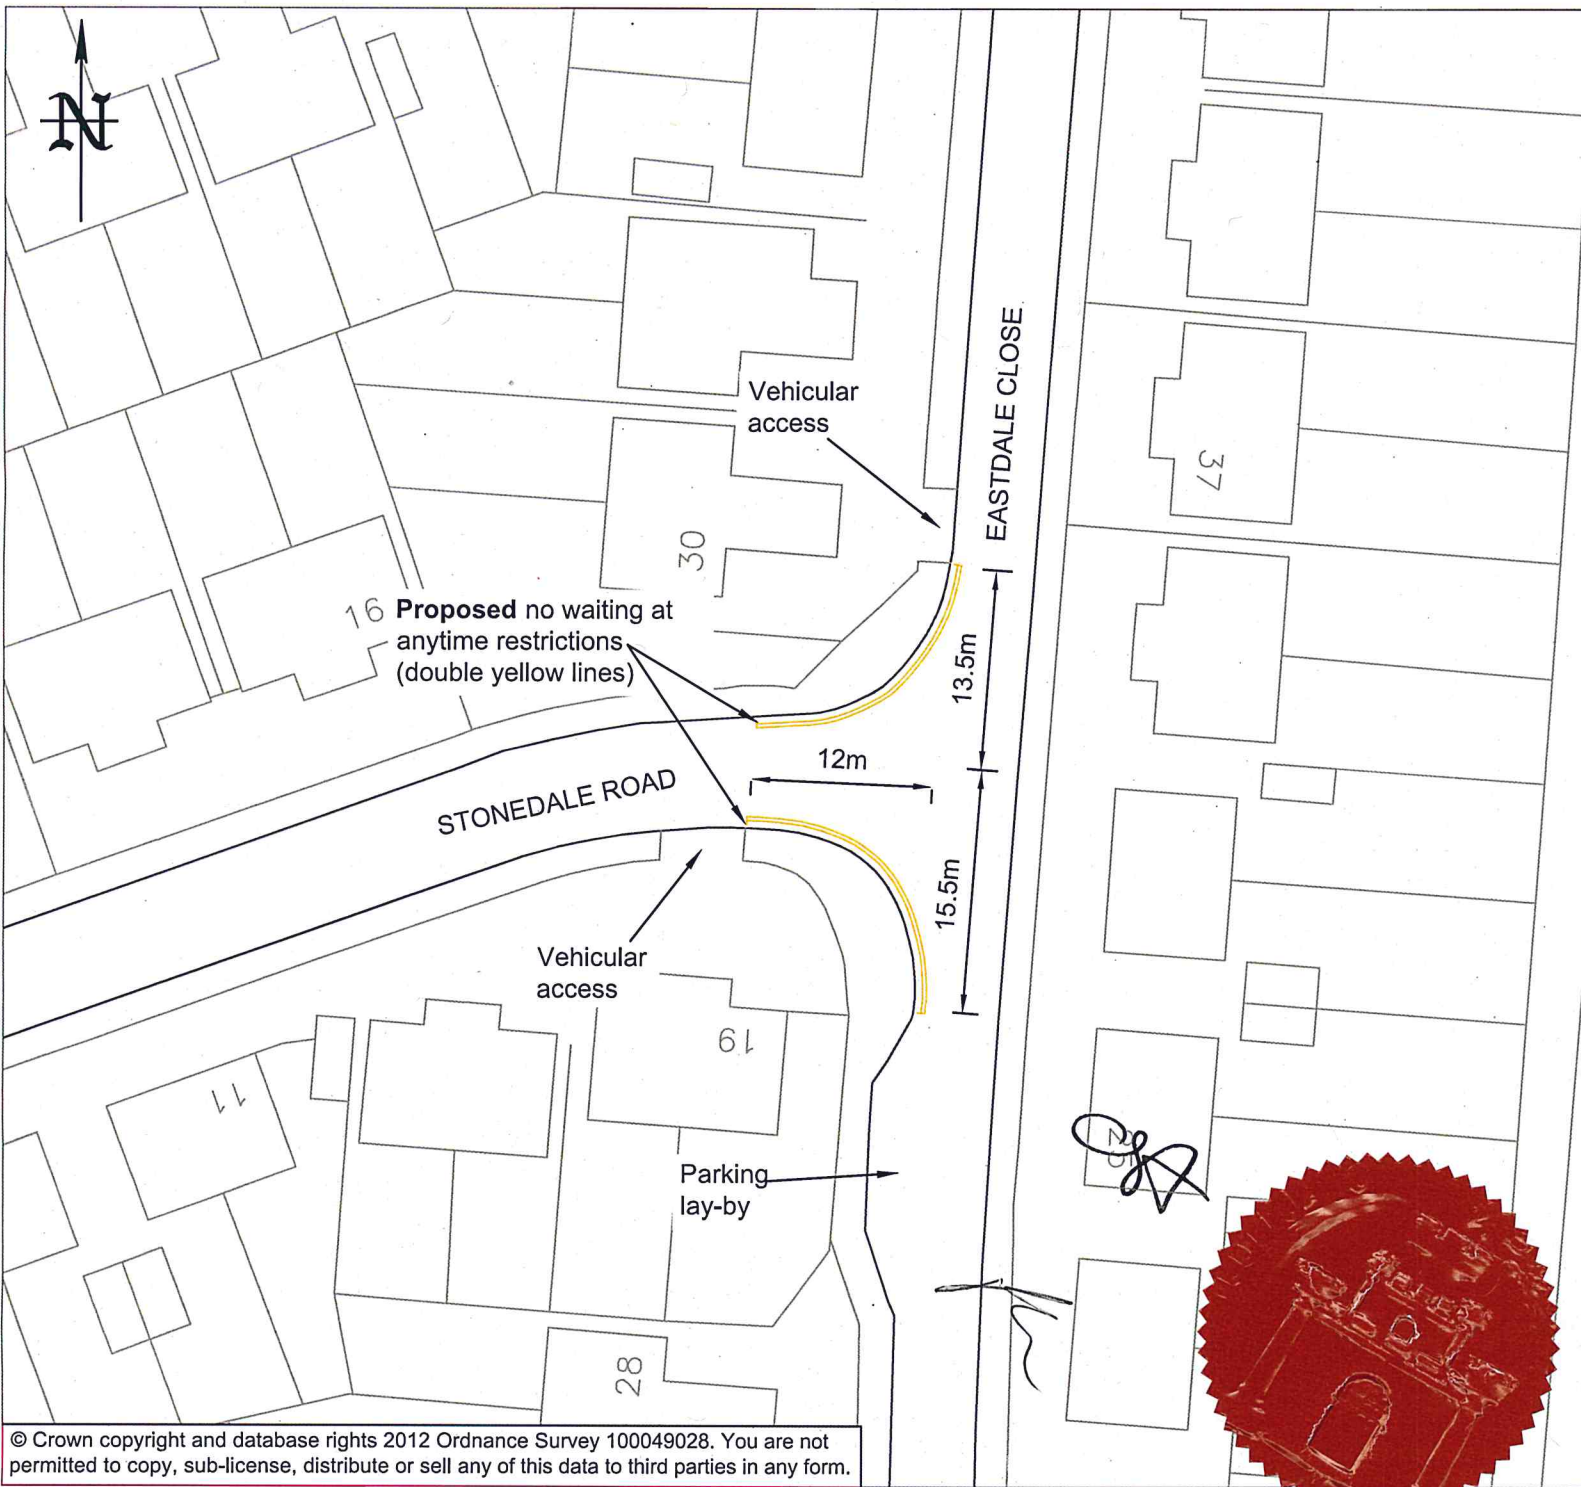 N
Vehicular
access
EASTDALE CLOSE
37
30
16
Proposed no waiting at
anytime restrictions
(double yellow lines)
13.5m
12m
STONEDALE ROAD
15.5m
Vehicular
access
19
11
Parking
lay-by
28
© Crown copyright and database rights 2012 Ordnance Survey 100049028. You are not
permitted to copy, sub-license, distribute or sell any of this data to third parties in any form.